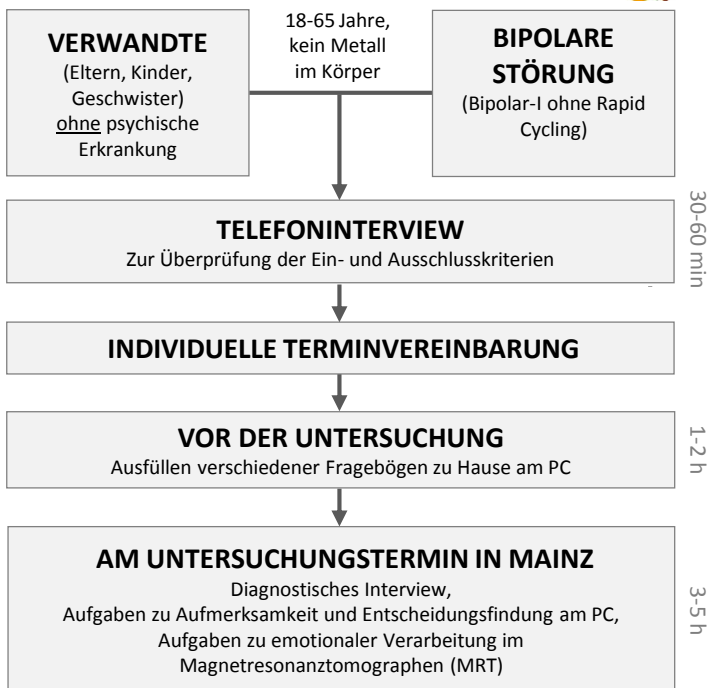 VERWANDTE
(Eltern, Kinder,
Geschwister)
ohne psychische
Erkrankung
18-65 Jahre,
kein Metall
im Körper
BIPOLARE
STÖRUNG
(Bipolar-I ohne Rapid
Cycling)
TELEFONINTERVIEW
Zur Überprüfung der Ein- und Ausschlusskriterien
30-60 min
INDIVIDUELLE TERMINVEREINBARUNG
VOR DER UNTERSUCHUNG
Ausfüllen verschiedener Fragebögen zu Hause am PC
1-2 h
AM UNTERSUCHUNGSTERMIN IN MAINZ
Diagnostisches Interview,
Aufgaben zu Aufmerksamkeit und Entscheidungsfindung am PC,
Aufgaben zu emotionaler Verarbeitung im
Magnetresonanztomographen (MRT)
3-5 h